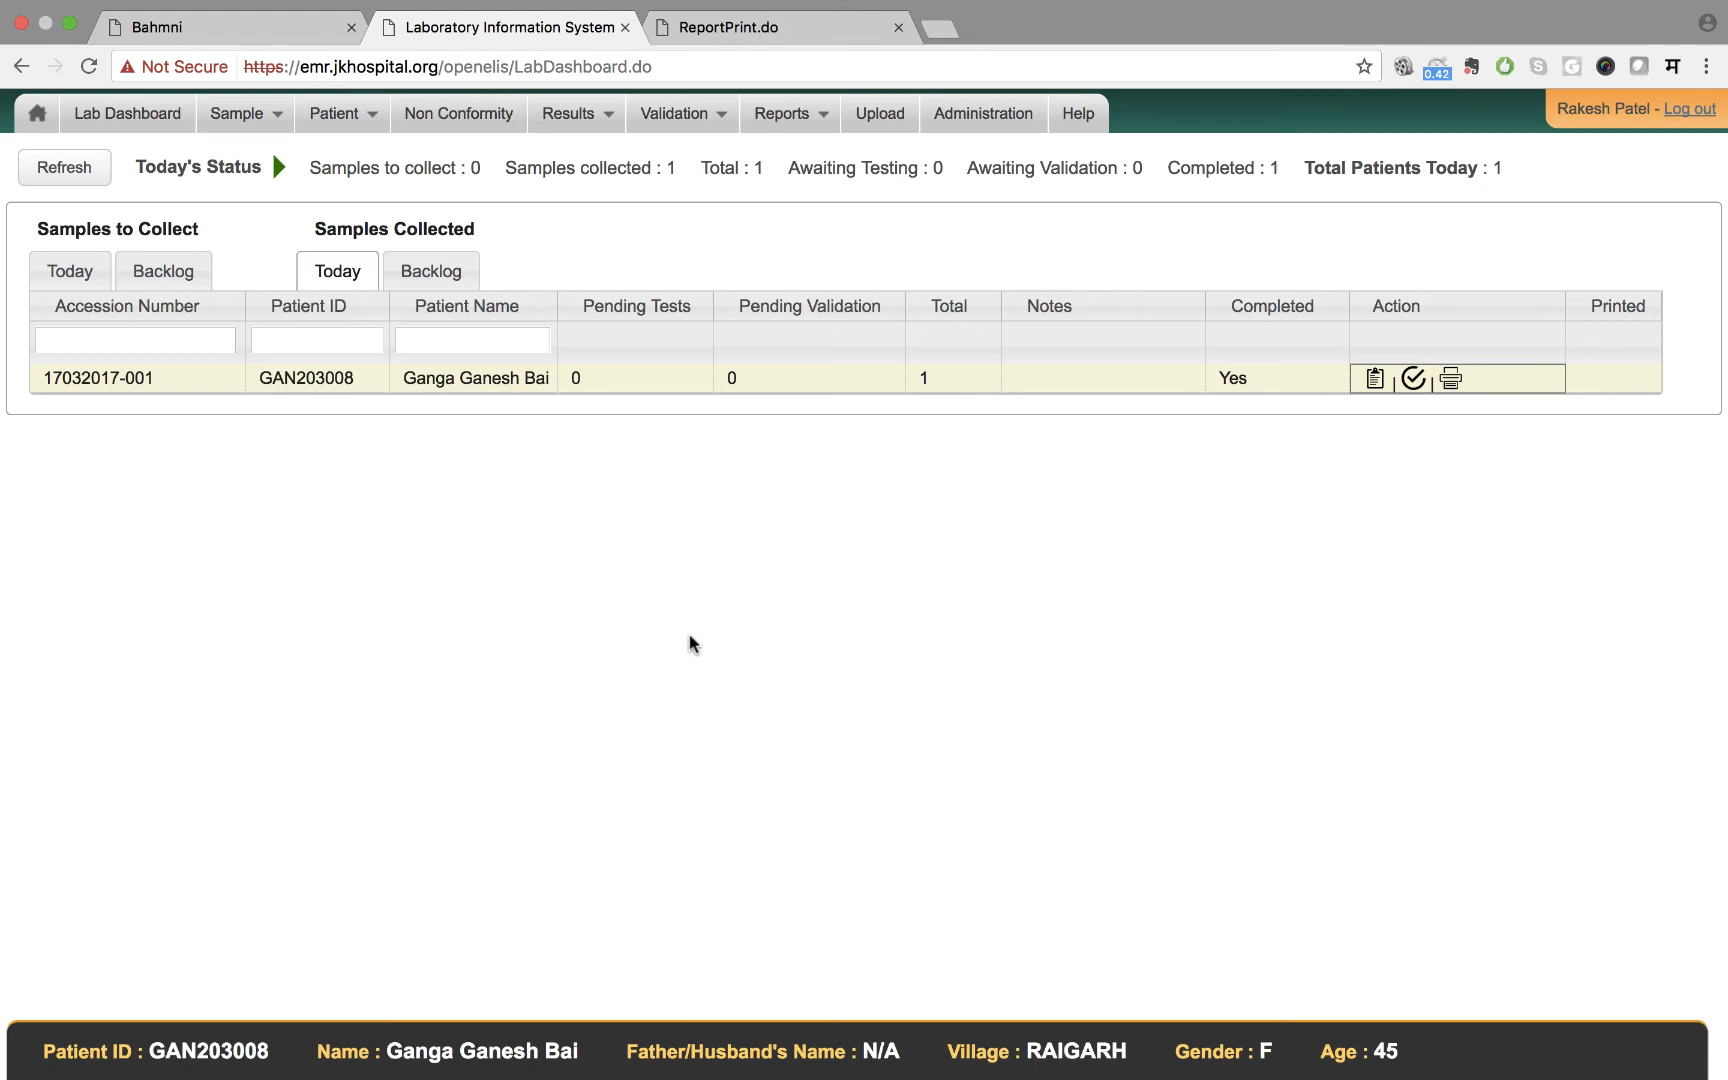 Bahmni
Laboratory Information System
ReportPrint.do
Not Secure https://emr.jkhospital.org/openelis/LabDashboard.do
0.42
म
Lab Dashboard Sample Patient Non Conformity Results Validation Reports Upload Administration Help
Rakesh Patel - Log out
Refresh Today's Status Samples to collect : 0 Samples collected : 1 Total : 1 Awaiting Testing : 0 Awaiting Validation : 0 Completed : 1 Total Patients Today : 1
Samples to Collect Samples Collected
Today Backlog Today Backlog
Accession Number Patient ID Patient Name Pending Tests Pending Validation Total Notes Completed Action Printed
17032017-001 GAN203008 Ganga Ganesh Bai 0 0 1 Yes | |
Patient ID : GAN203008 Name : Ganga Ganesh Bai Father/Husband's Name : N/A Village : RAIGARH Gender : F Age : 45